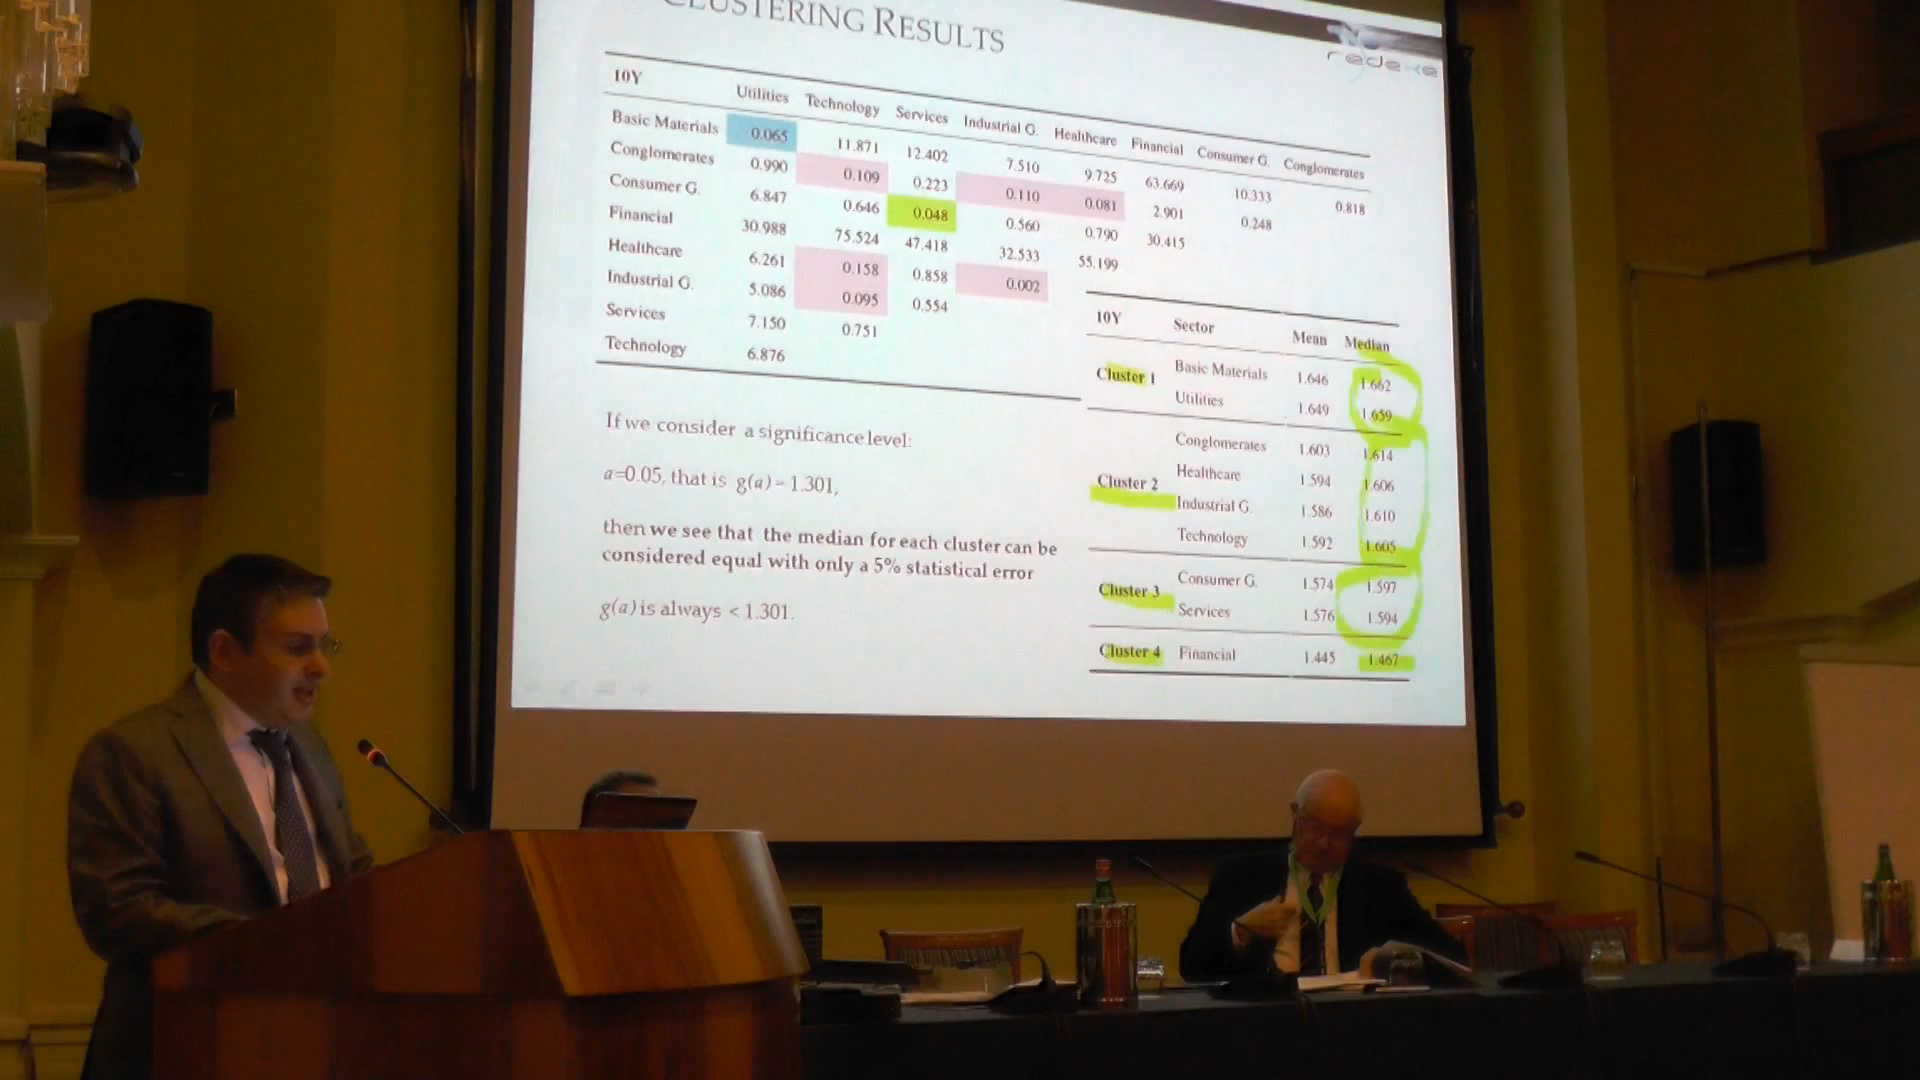 CLUSTERING RESULTS
redexe
10Y Utilities Technology Services Industrial G. Healthcare Financial Consumer G. Conglomerates
Basic Materials 0.065 11.871 12.402 7.510 9.725 63.669 10.333 0.818
Conglomerates 0.990 0.109 0.223 0.110 0.081 2.901 0.248
Consumer G. 6.847 0.646 0.048 0.560 0.790 30.415
Financial 30.988 75.524 47.418 32.533 55.199
Healthcare 6.261 0.158 0.858 0.002
Industrial G. 5.086 0.095 0.554
Services 7.150 0.751
Technology 6.876
If we consider a significance level:
a=0.05, that is g(a) = 1.301,
then we see that the median for each cluster can be
considered equal with only a 5% statistical error
g(a) is always < 1.301.
10Y Sector Mean Median
Cluster 1 Basic Materials 1.646 1.662
Utilities 1.649 1.659
Conglomerates 1.603 1.614
Cluster 2 Healthcare 1.594 1.606
Industrial G. 1.586 1.610
Technology 1.592 1.605
Cluster 3 Consumer G. 1.574 1.597
Services 1.576 1.594
Cluster 4 Financial 1.445 1.467